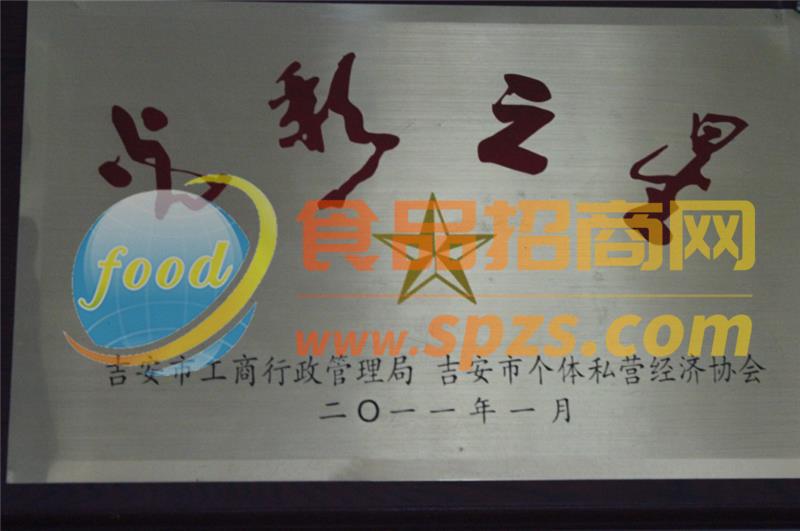 光彩之星
food
食品招商网
www.spzs.com
吉安市工商行政管理局 吉安市个体私营经济协会
二〇一一年一月